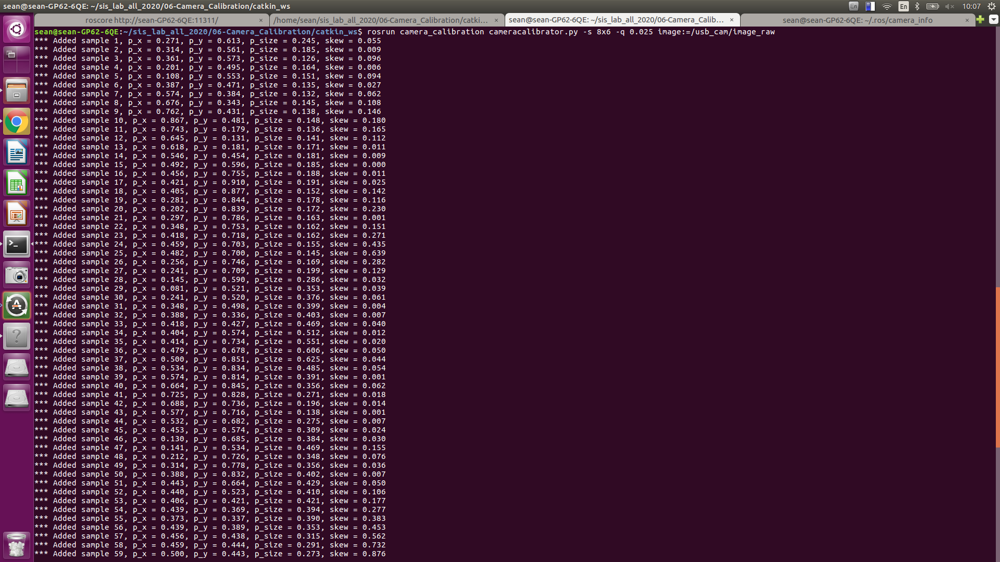 sean@sean-GP62-6QE: ~/sis_lab_all_2020/06-Camera_Calibration/catkin_ws
En
En
10:07
roscore http://sean-GP62-6QE:11311/ ×
/home/sean/sis_lab_all_2020/06-Camera_Calibration/catki... ×
sean@sean-GP62-6QE: ~/sis_lab_all_2020/06-Camera_Calib... ×
sean@sean-GP62-6QE: ~/.ros/camera_info ×
sean@sean-GP62-6QE:~/sis_lab_all_2020/06-Camera_Calibration/catkin_ws$ rosrun camera_calibration cameracalibrator.py -s 8x6 -q 0.025 image:=/usb_cam/image_raw
*** Added sample 1, p_x = 0.271, p_y = 0.613, p_size = 0.245, skew = 0.055
*** Added sample 2, p_x = 0.314, p_y = 0.561, p_size = 0.185, skew = 0.009
*** Added sample 3, p_x = 0.361, p_y = 0.573, p_size = 0.126, skew = 0.096
*** Added sample 4, p_x = 0.201, p_y = 0.495, p_size = 0.164, skew = 0.006
*** Added sample 5, p_x = 0.108, p_y = 0.553, p_size = 0.151, skew = 0.094
*** Added sample 6, p_x = 0.387, p_y = 0.471, p_size = 0.135, skew = 0.027
*** Added sample 7, p_x = 0.574, p_y = 0.384, p_size = 0.132, skew = 0.062
*** Added sample 8, p_x = 0.676, p_y = 0.343, p_size = 0.145, skew = 0.108
*** Added sample 9, p_x = 0.762, p_y = 0.431, p_size = 0.138, skew = 0.146
*** Added sample 10, p_x = 0.867, p_y = 0.481, p_size = 0.148, skew = 0.180
*** Added sample 11, p_x = 0.743, p_y = 0.179, p_size = 0.136, skew = 0.165
*** Added sample 12, p_x = 0.645, p_y = 0.131, p_size = 0.141, skew = 0.112
*** Added sample 13, p_x = 0.618, p_y = 0.181, p_size = 0.171, skew = 0.011
*** Added sample 14, p_x = 0.546, p_y = 0.454, p_size = 0.181, skew = 0.009
*** Added sample 15, p_x = 0.492, p_y = 0.596, p_size = 0.185, skew = 0.000
*** Added sample 16, p_x = 0.456, p_y = 0.755, p_size = 0.188, skew = 0.011
*** Added sample 17, p_x = 0.421, p_y = 0.910, p_size = 0.191, skew = 0.025
*** Added sample 18, p_x = 0.405, p_y = 0.877, p_size = 0.152, skew = 0.142
*** Added sample 19, p_x = 0.281, p_y = 0.844, p_size = 0.178, skew = 0.116
*** Added sample 20, p_x = 0.202, p_y = 0.839, p_size = 0.172, skew = 0.230
*** Added sample 21, p_x = 0.297, p_y = 0.786, p_size = 0.163, skew = 0.001
*** Added sample 22, p_x = 0.348, p_y = 0.753, p_size = 0.162, skew = 0.151
*** Added sample 23, p_x = 0.418, p_y = 0.718, p_size = 0.162, skew = 0.271
*** Added sample 24, p_x = 0.459, p_y = 0.703, p_size = 0.155, skew = 0.435
*** Added sample 25, p_x = 0.482, p_y = 0.700, p_size = 0.145, skew = 0.639
*** Added sample 26, p_x = 0.256, p_y = 0.746, p_size = 0.169, skew = 0.282
*** Added sample 27, p_x = 0.241, p_y = 0.709, p_size = 0.199, skew = 0.129
*** Added sample 28, p_x = 0.145, p_y = 0.590, p_size = 0.286, skew = 0.032
*** Added sample 29, p_x = 0.081, p_y = 0.521, p_size = 0.353, skew = 0.039
*** Added sample 30, p_x = 0.241, p_y = 0.520, p_size = 0.376, skew = 0.061
*** Added sample 31, p_x = 0.348, p_y = 0.498, p_size = 0.399, skew = 0.004
*** Added sample 32, p_x = 0.388, p_y = 0.336, p_size = 0.403, skew = 0.007
*** Added sample 33, p_x = 0.418, p_y = 0.427, p_size = 0.469, skew = 0.040
*** Added sample 34, p_x = 0.404, p_y = 0.574, p_size = 0.512, skew = 0.012
*** Added sample 35, p_x = 0.414, p_y = 0.734, p_size = 0.551, skew = 0.020
*** Added sample 36, p_x = 0.479, p_y = 0.678, p_size = 0.606, skew = 0.050
*** Added sample 37, p_x = 0.500, p_y = 0.851, p_size = 0.625, skew = 0.044
*** Added sample 38, p_x = 0.534, p_y = 0.834, p_size = 0.485, skew = 0.054
*** Added sample 39, p_x = 0.574, p_y = 0.814, p_size = 0.391, skew = 0.001
*** Added sample 40, p_x = 0.664, p_y = 0.845, p_size = 0.356, skew = 0.062
*** Added sample 41, p_x = 0.725, p_y = 0.828, p_size = 0.271, skew = 0.018
*** Added sample 42, p_x = 0.688, p_y = 0.736, p_size = 0.196, skew = 0.014
*** Added sample 43, p_x = 0.577, p_y = 0.716, p_size = 0.138, skew = 0.001
*** Added sample 44, p_x = 0.532, p_y = 0.682, p_size = 0.275, skew = 0.007
*** Added sample 45, p_x = 0.453, p_y = 0.574, p_size = 0.309, skew = 0.024
*** Added sample 46, p_x = 0.130, p_y = 0.685, p_size = 0.384, skew = 0.030
*** Added sample 47, p_x = 0.141, p_y = 0.534, p_size = 0.469, skew = 0.155
*** Added sample 48, p_x = 0.212, p_y = 0.726, p_size = 0.348, skew = 0.076
*** Added sample 49, p_x = 0.314, p_y = 0.778, p_size = 0.356, skew = 0.036
*** Added sample 50, p_x = 0.388, p_y = 0.832, p_size = 0.402, skew = 0.007
*** Added sample 51, p_x = 0.443, p_y = 0.664, p_size = 0.429, skew = 0.050
*** Added sample 52, p_x = 0.440, p_y = 0.523, p_size = 0.410, skew = 0.106
*** Added sample 53, p_x = 0.406, p_y = 0.421, p_size = 0.421, skew = 0.177
*** Added sample 54, p_x = 0.439, p_y = 0.369, p_size = 0.394, skew = 0.277
*** Added sample 55, p_x = 0.373, p_y = 0.337, p_size = 0.390, skew = 0.383
*** Added sample 56, p_x = 0.439, p_y = 0.389, p_size = 0.353, skew = 0.453
*** Added sample 57, p_x = 0.456, p_y = 0.438, p_size = 0.315, skew = 0.562
*** Added sample 58, p_x = 0.459, p_y = 0.444, p_size = 0.291, skew = 0.732
*** Added sample 59, p_x = 0.500, p_y = 0.443, p_size = 0.273, skew = 0.876